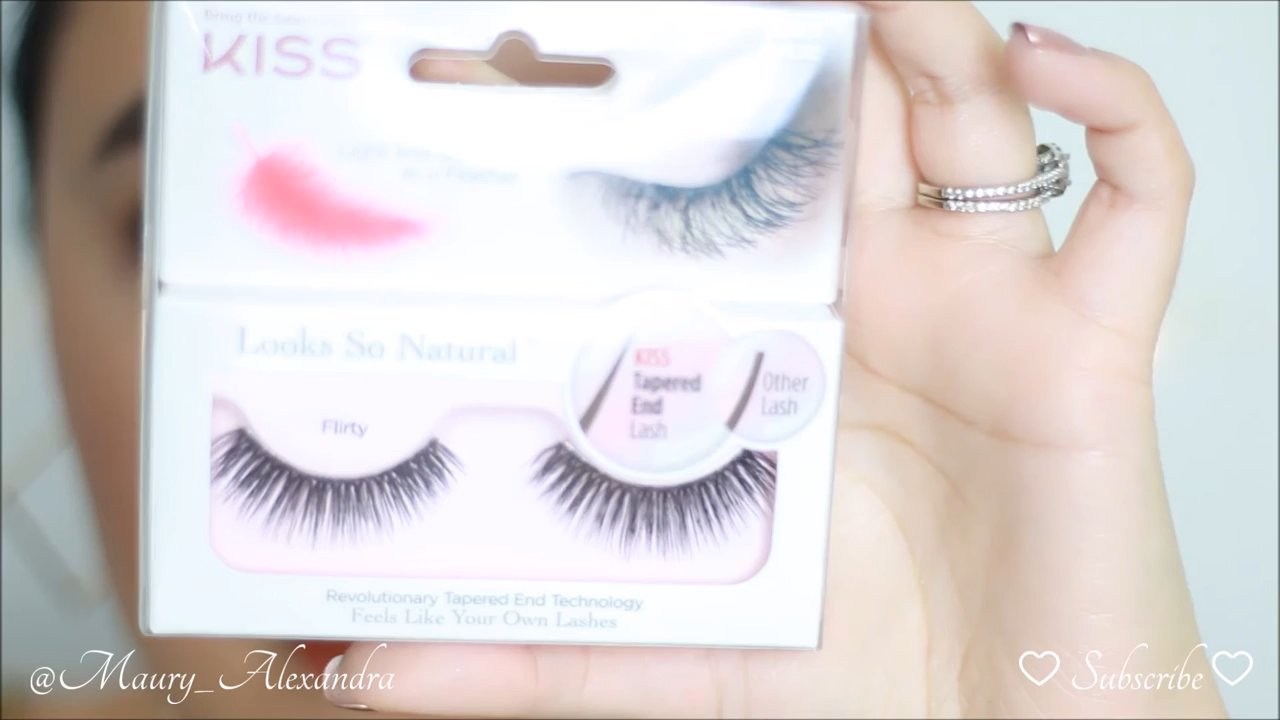 KISS
Looks So Natural
KISS
Tapered
End
Lash
Other
Lash
Flirty
Revolutionary Tapered End Technology
Feels Like Your Own Lashes
@Maury_Alexandra
♡ Subscribe ♡